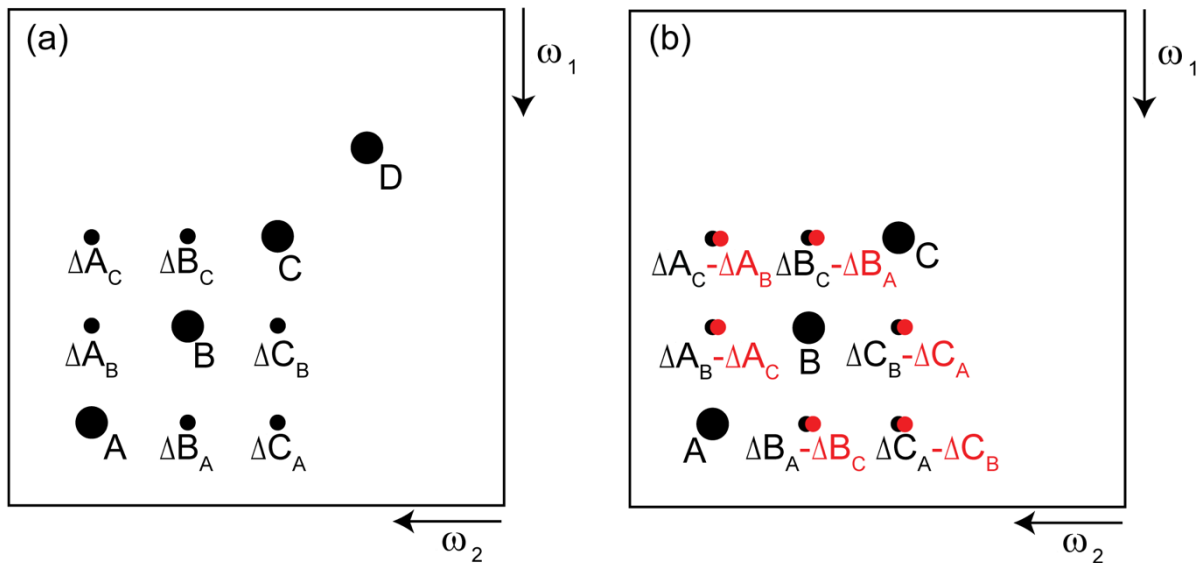 (a)
ω1
D
ΔAC ΔBC C
ΔAB B ΔCB
A ΔBA ΔCA
ω2
(b)
ω1
ΔAC-ΔAB ΔBC-ΔBA C
ΔAB-ΔAC B ΔCB-ΔCA
A ΔBA-ΔBC ΔCA-ΔCB
ω2